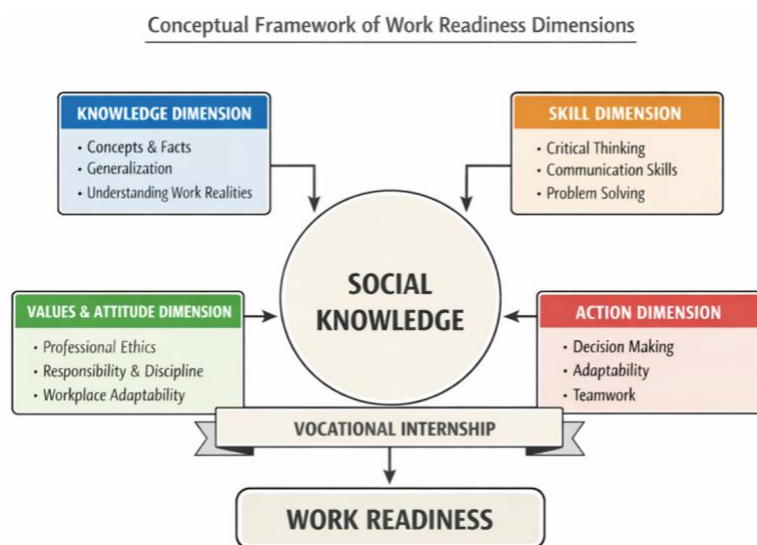 Conceptual Framework of Work Readiness Dimensions
KNOWLEDGE DIMENSION
• Concepts & Facts
• Generalization
• Understanding Work Realities
SKILL DIMENSION
• Critical Thinking
• Communication Skills
• Problem Solving
SOCIAL
KNOWLEDGE
VALUES & ATTITUDE DIMENSION
• Professional Ethics
• Responsibility & Discipline
• Workplace Adaptability
ACTION DIMENSION
• Decision Making
• Adaptability
• Teamwork
VOCATIONAL INTERNSHIP
WORK READINESS